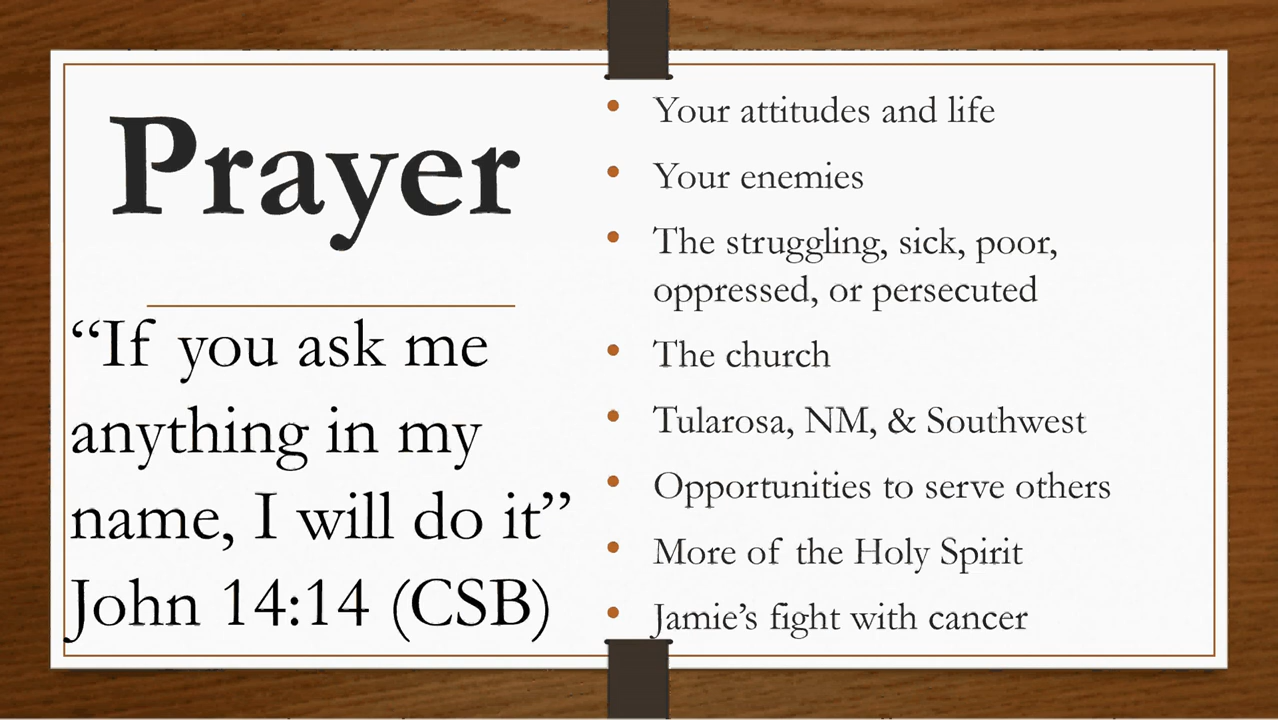 Prayer
“If you ask me
anything in my
name, I will do it”
John 14:14 (CSB)
• Your attitudes and life
• Your enemies
• The struggling, sick, poor,
oppressed, or persecuted
• The church
• Tularosa, NM, & Southwest
• Opportunities to serve others
• More of the Holy Spirit
• Jamie’s fight with cancer